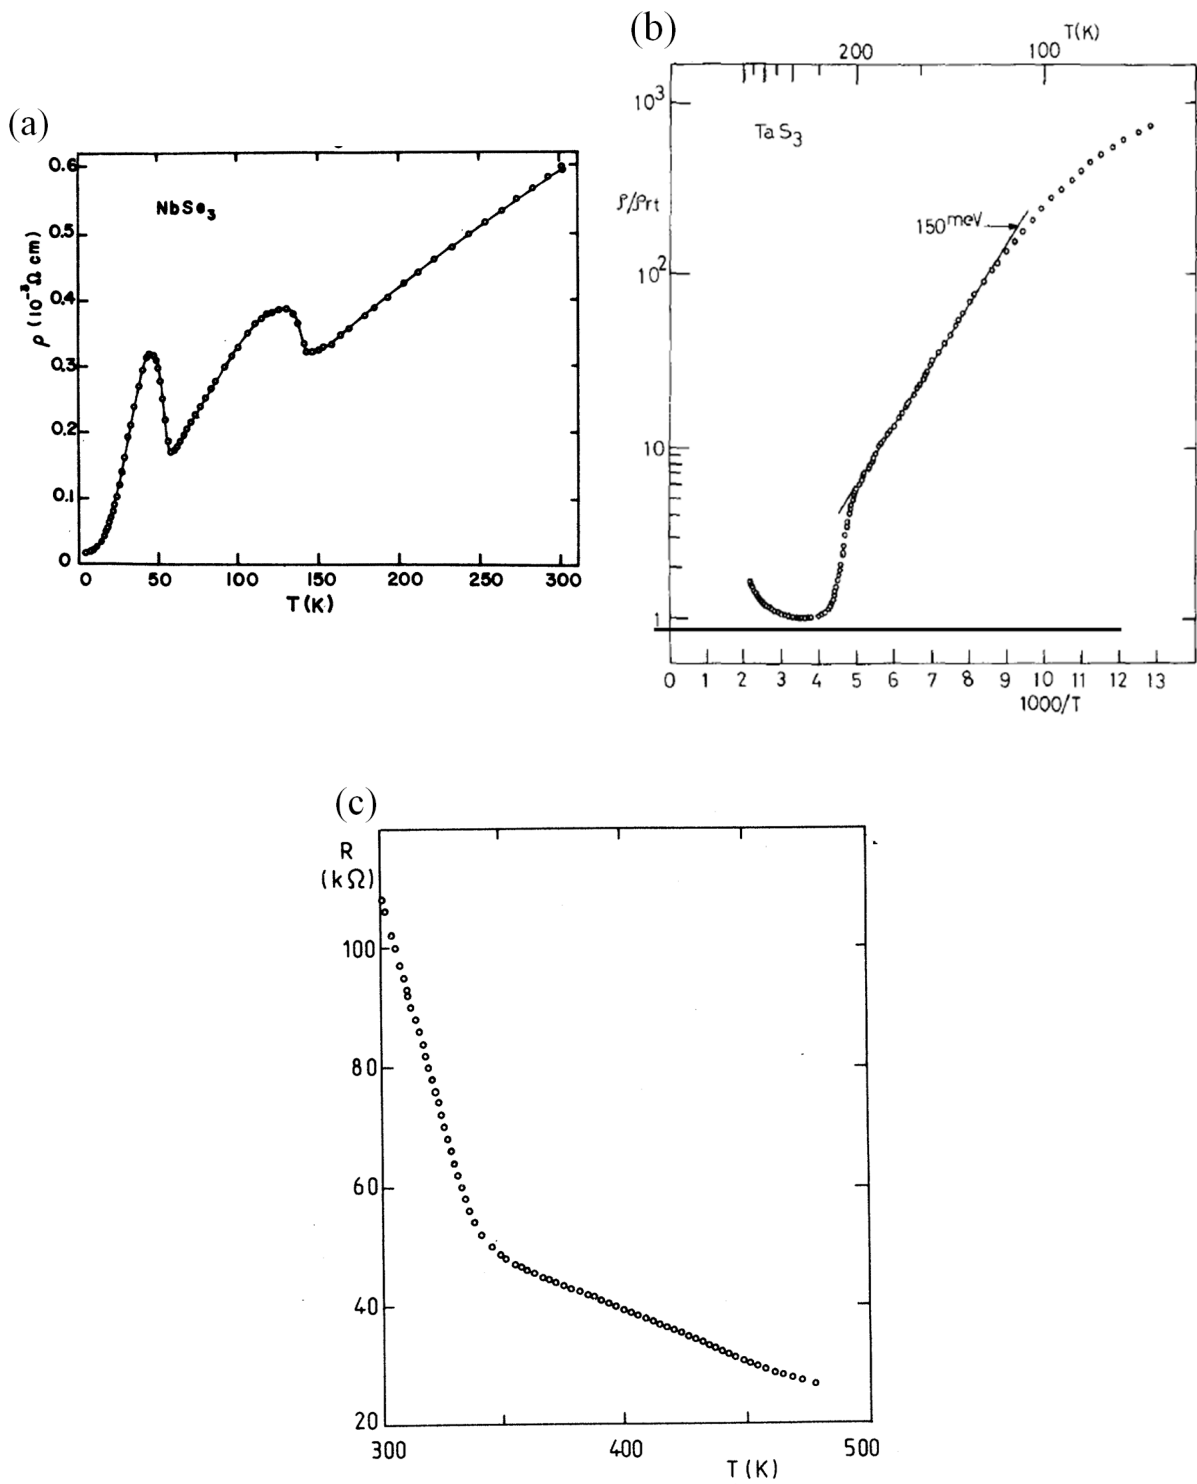 (a)
NbSe3
ρ (10⁻³Ω cm)
0.6
0.5
0.4
0.3
0.2
0.1
0
0 50 100 150 200 250 300
T(K)
(b)
T(K)
200 100
TaS3
ρ/ρrt
150meV
10³
10²
10
1
0 1 2 3 4 5 6 7 8 9 10 11 12 13
1000/T
(c)
R
(kΩ)
100
80
60
40
20
300 400 500
T(K)